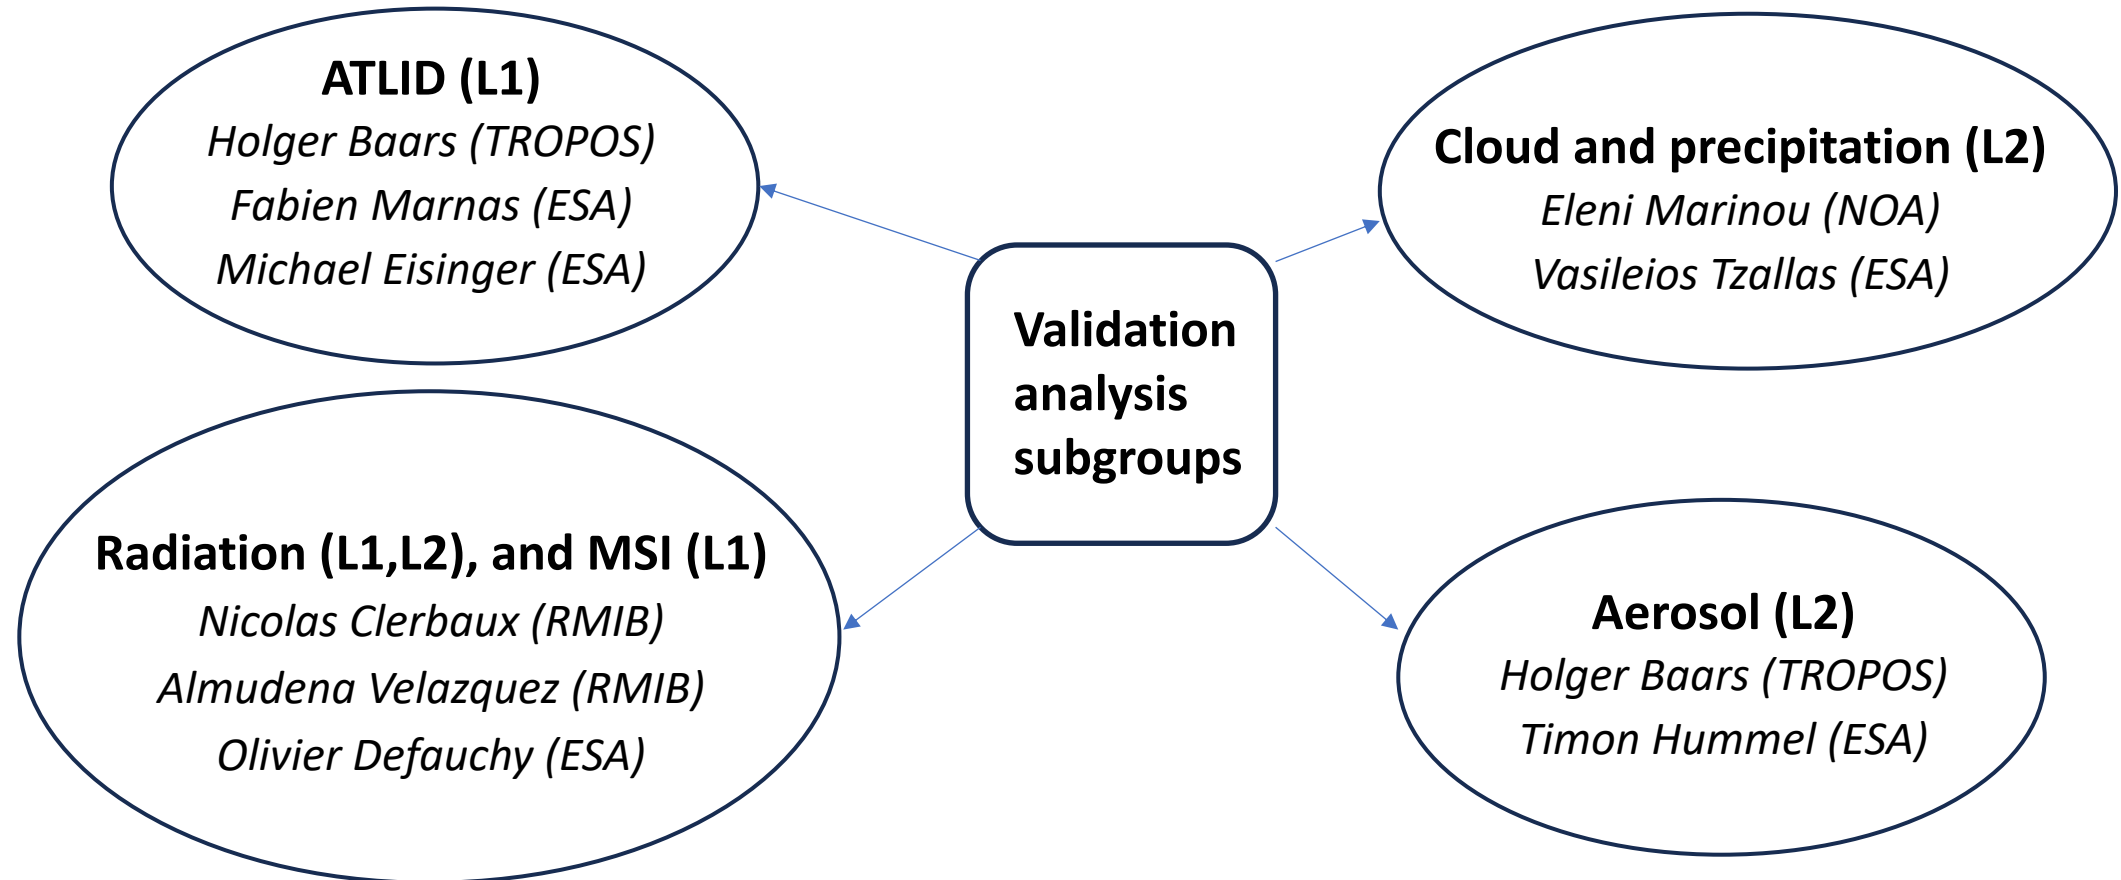 ATLID (L1)
Holger Baars (TROPOS)
Fabien Marnas (ESA)
Michael Eisinger (ESA)
Cloud and precipitation (L2)
Eleni Marinou (NOA)
Vasileios Tzallas (ESA)
Validation
analysis
subgroups
Radiation (L1,L2), and MSI (L1)
Nicolas Clerbaux (RMIB)
Almudena Velazquez (RMIB)
Olivier Defauchy (ESA)
Aerosol (L2)
Holger Baars (TROPOS)
Timon Hummel (ESA)